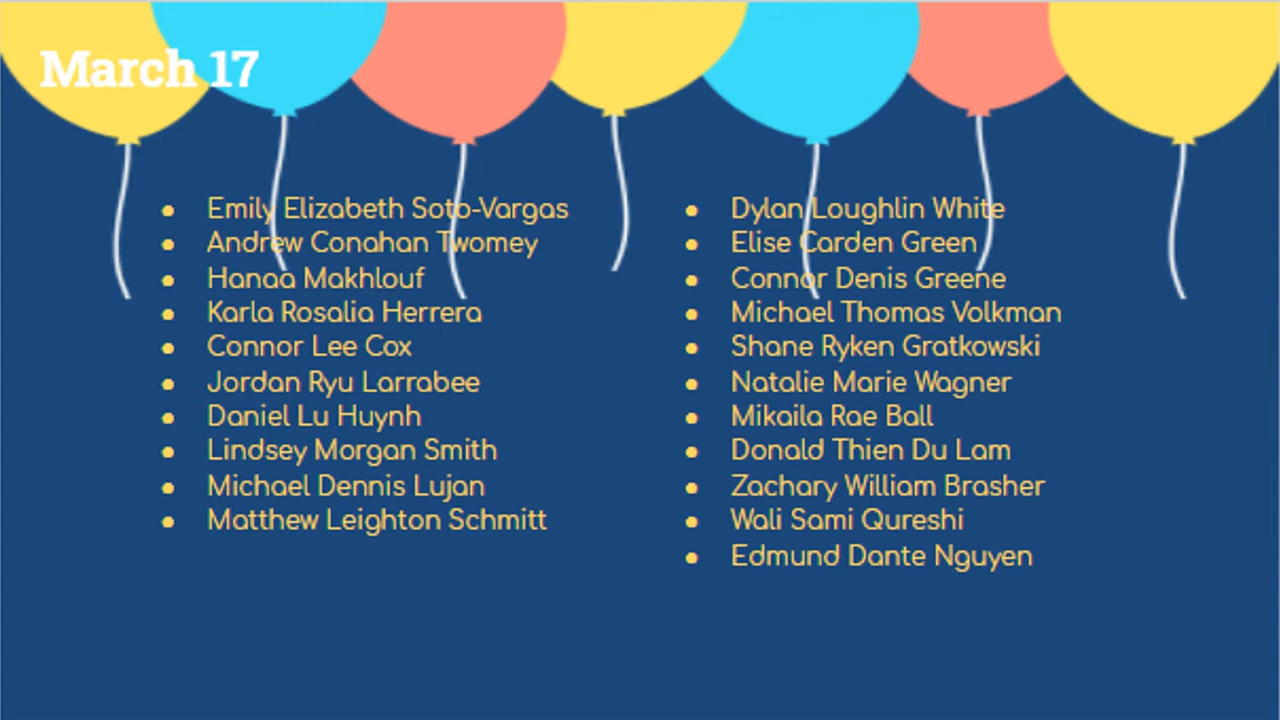 March 17
Emily Elizabeth Soto-Vargas
Andrew Conahan Twomey
Hanaa Makhlouf
Karla Rosalia Herrera
Connor Lee Cox
Jordan Ryu Larrabee
Daniel Lu Huynh
Lindsey Morgan Smith
Michael Dennis Lujan
Matthew Leighton Schmitt
Dylan Loughlin White
Elise Carden Green
Connor Denis Greene
Michael Thomas Volkman
Shane Ryken Gratkowski
Natalie Marie Wagner
Mikaila Rae Ball
Donald Thien Du Lam
Zachary William Brasher
Wali Sami Qureshi
Edmund Dante Nguyen